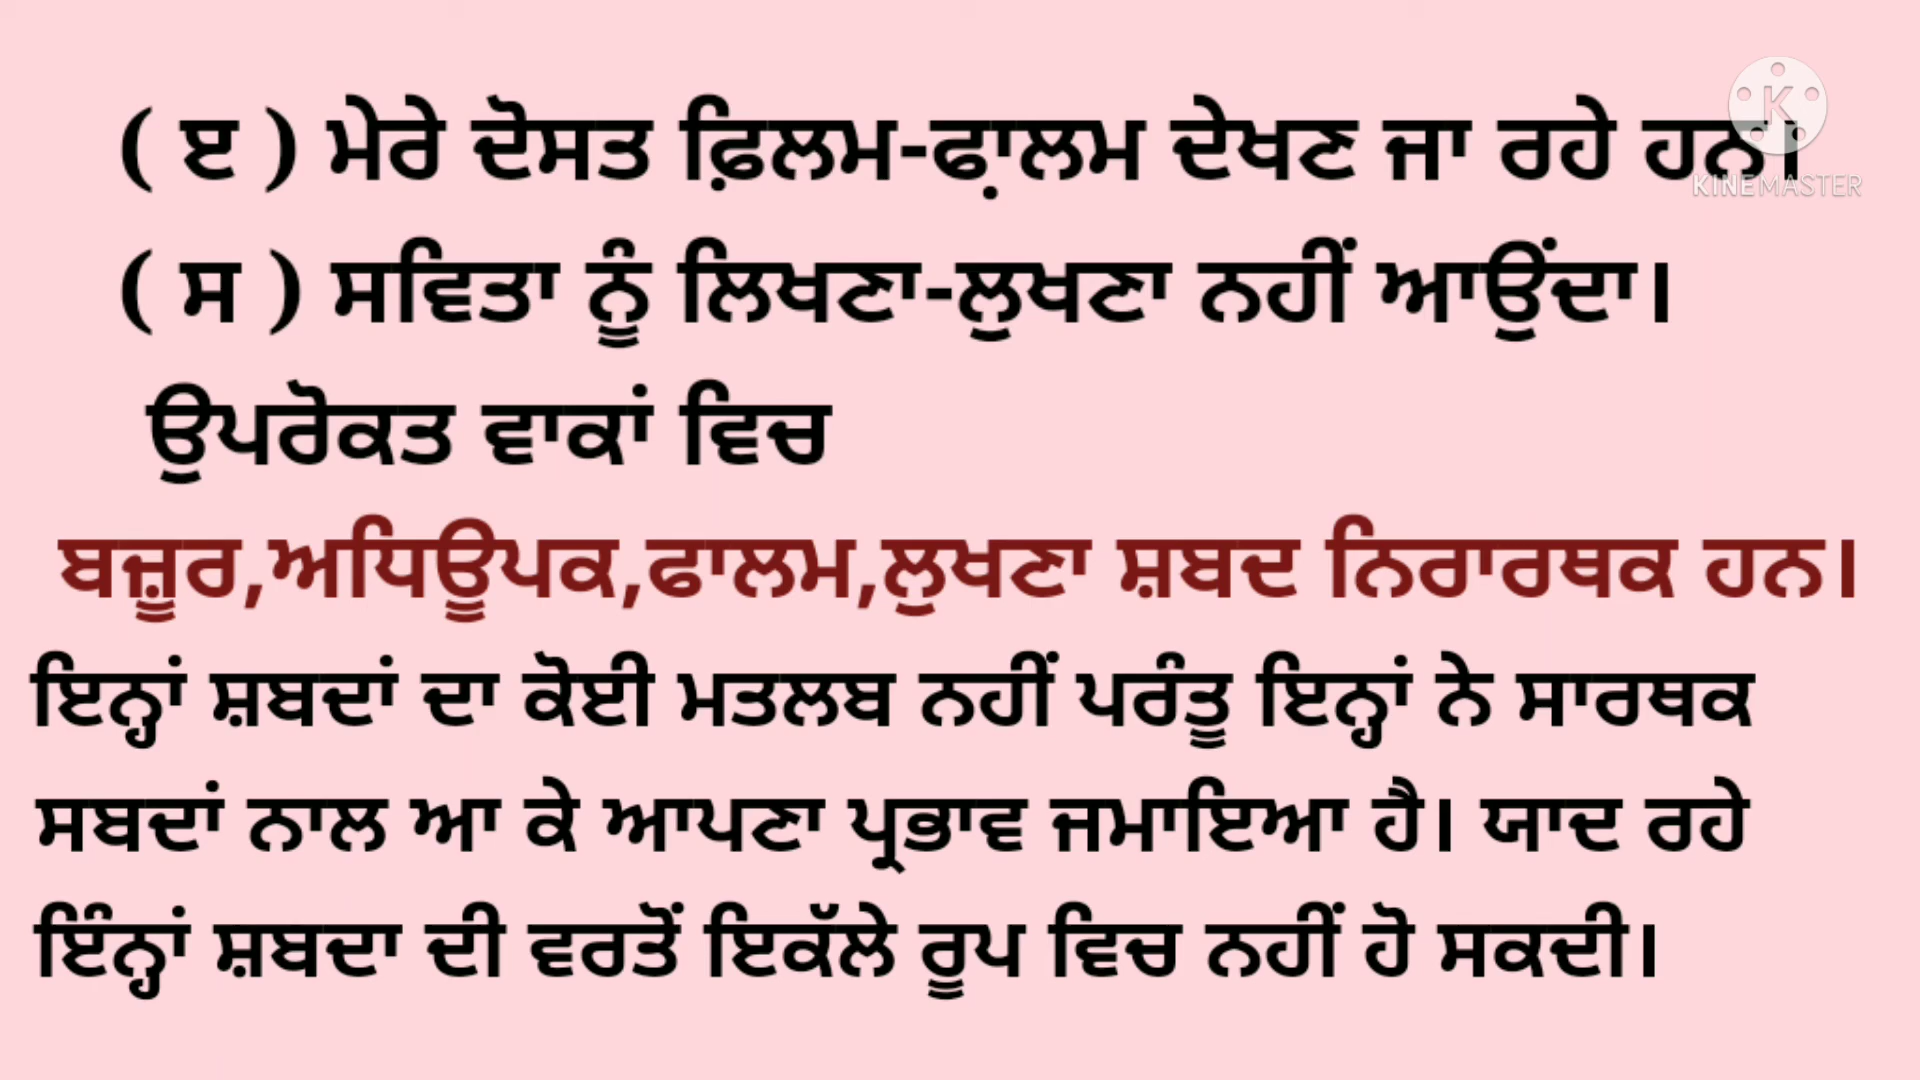 ( ੲ ) ਮੇਰੇ ਦੋਸਤ ਫ਼ਿਲਮ-ਫਾ਼ਲਮ ਦੇਖਣ ਜਾ ਰਹੇ ਹਨ।
KINEMASTER
( ਸ ) ਸਵਿਤਾ ਨੂੰ ਲਿਖਣਾ-ਲੁਖਣਾ ਨਹੀਂ ਆਉਂਦਾ।
ਉਪਰੋਕਤ ਵਾਕਾਂ ਵਿਚ
ਬਜ਼ੂਰ,ਅਧਿਊਪਕ,ਫਾਲਮ,ਲੁਖਣਾ ਸ਼ਬਦ ਨਿਰਾਰਥਕ ਹਨ।
ਇਨ੍ਹਾਂ ਸ਼ਬਦਾਂ ਦਾ ਕੋਈ ਮਤਲਬ ਨਹੀਂ ਪਰੰਤੂ ਇਨ੍ਹਾਂ ਨੇ ਸਾਰਥਕ
ਸਬਦਾਂ ਨਾਲ ਆ ਕੇ ਆਪਣਾ ਪ੍ਰਭਾਵ ਜਮਾਇਆ ਹੈ। ਯਾਦ ਰਹੇ
ਇੰਨ੍ਹਾਂ ਸ਼ਬਦਾ ਦੀ ਵਰਤੋਂ ਇਕੱਲੇ ਰੂਪ ਵਿਚ ਨਹੀਂ ਹੋ ਸਕਦੀ।